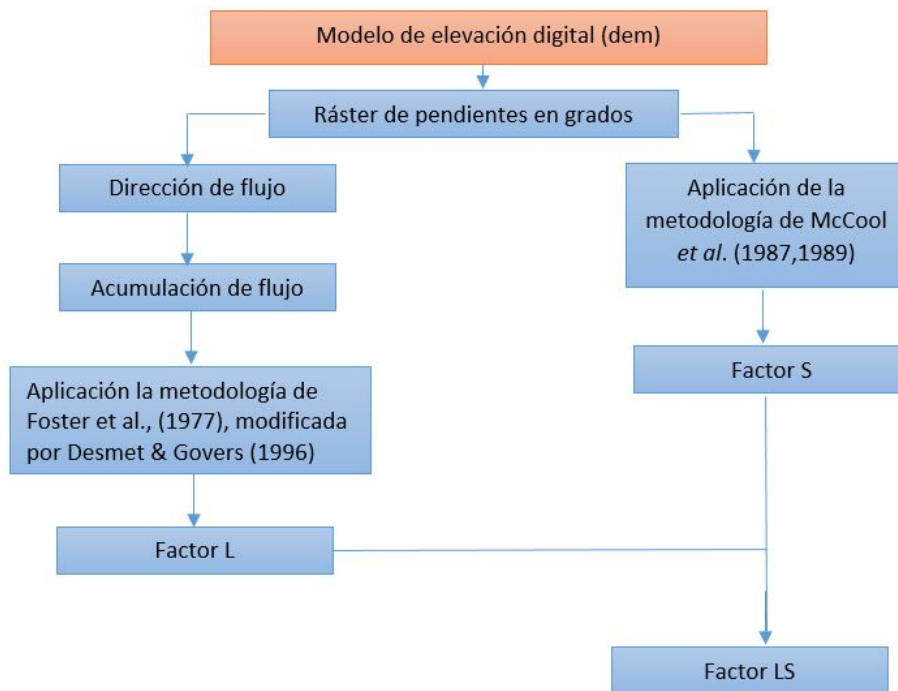 Modelo de elevación digital (dem)
Ráster de pendientes en grados
Dirección de flujo
Acumulación de flujo
Aplicación la metodología de
Foster et al., (1977), modificada
por Desmet & Govers (1996)
Factor L
Aplicación de la
metodología de McCool
et al. (1987,1989)
Factor S
Factor LS